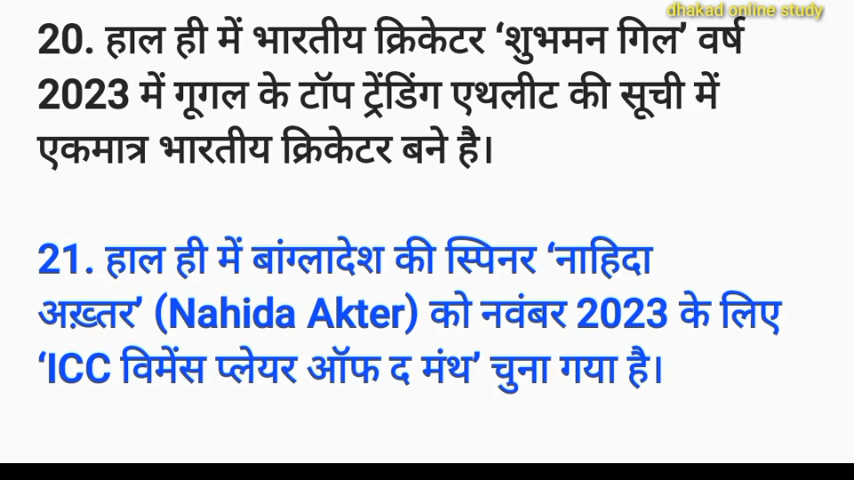 dhakad online study
20. हाल ही में भारतीय क्रिकेटर ‘शुभमन गिल’ वर्ष
2023 में गूगल के टॉप ट्रेंडिंग एथलीट की सूची में
एकमात्र भारतीय क्रिकेटर बने है।
21. हाल ही में बांग्लादेश की स्पिनर ‘नाहिदा
अख़्तर’ (Nahida Akter) को नवंबर 2023 के लिए
‘ICC विमेंस प्लेयर ऑफ द मंथ’ चुना गया है।